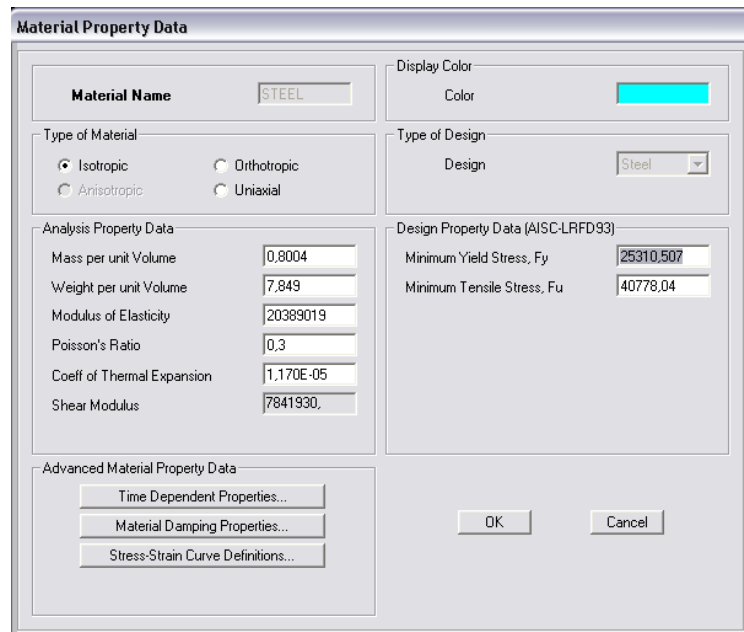 Material Property Data
Material Name STEEL
Display Color
Color
Type of Material
Isotropic Orthotropic
Anisotropic Uniaxial
Type of Design
Design Steel
Analysis Property Data
Mass per unit Volume 0,8004
Weight per unit Volume 7,849
Modulus of Elasticity 20389019
Poisson's Ratio 0,3
Coeff of Thermal Expansion 1,170E-05
Shear Modulus 7841930,
Design Property Data (AISC-LRFD93)
Minimum Yield Stress, Fy 25310,507
Minimum Tensile Stress, Fu 40778,04
Advanced Material Property Data
Time Dependent Properties...
Material Damping Properties...
Stress-Strain Curve Definitions...
OK Cancel